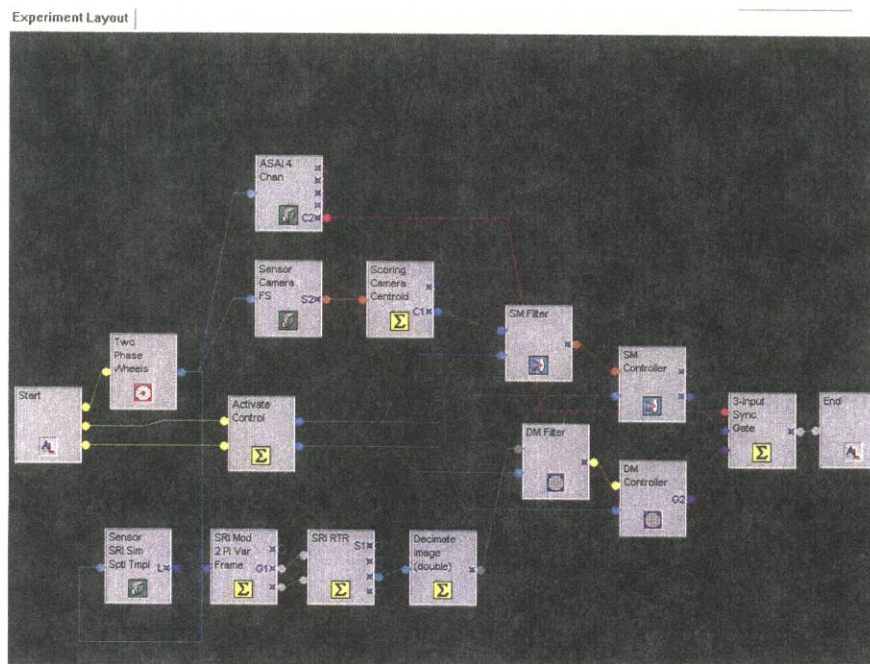 Experiment Layout
ASAI 4
Chan
C2
Sensor
Camera
FS
S2
Scoring
Camera
Centroid
C1
SM Filter
Two
Phase
Wheels
SM
Controller
Start
Activate
Control
3-Input
Sync
Gate
End
DM Filter
DM
Controller
G2
Sensor
SRI Sim
Sptl Tmpl
L
SRI Mod
2 Pi Var
Frame
G1
SRI RTR
S1
Decimate
Image
(double)